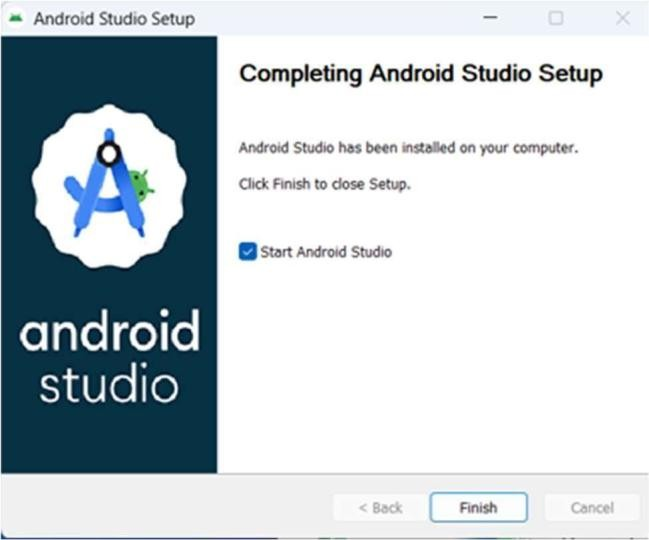 Android Studio Setup
Completing Android Studio Setup
Android Studio has been installed on your computer.
Click Finish to close Setup.
Start Android Studio
android
studio
< Back
Finish
Cancel